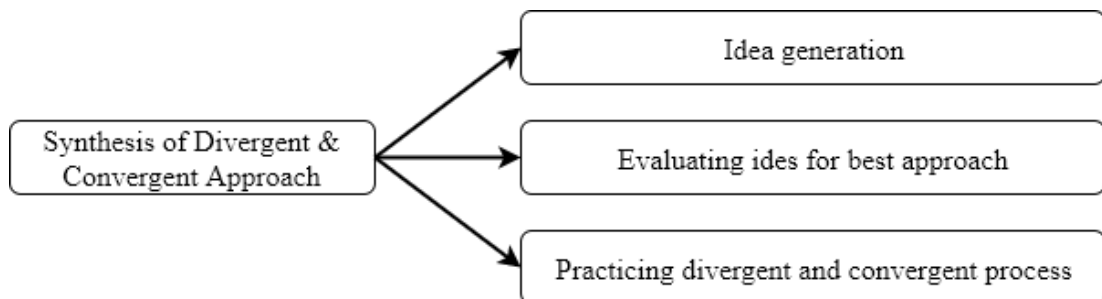 Idea generation
Synthesis of Divergent &
Convergent Approach
Evaluating ides for best approach
Practicing divergent and convergent process